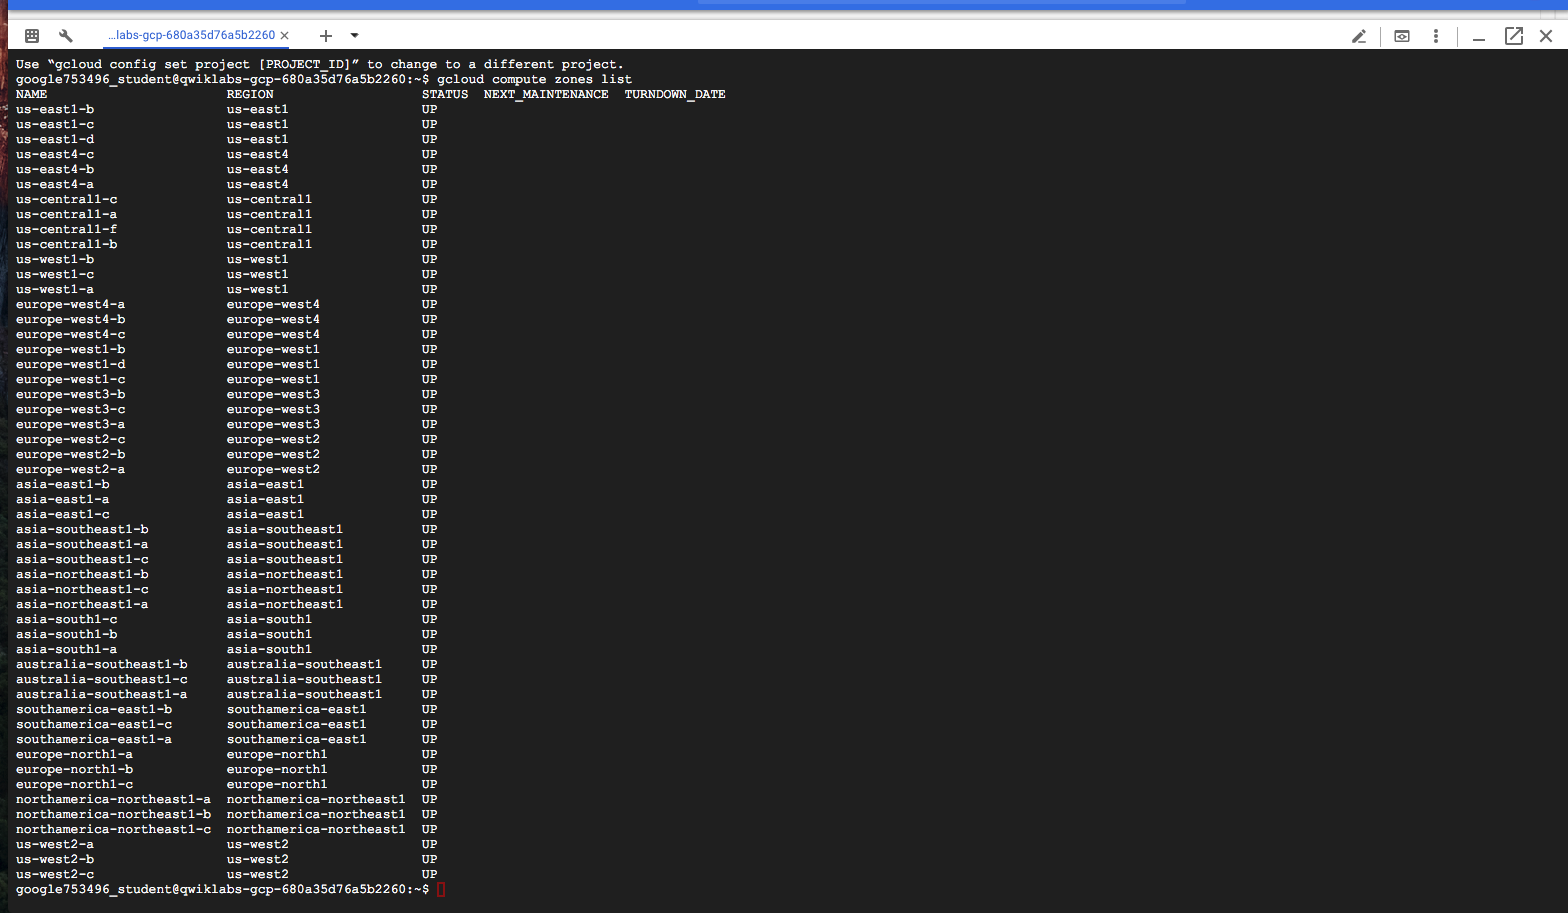 ...labs-gcp-680a35d76a5b2260
Use “gcloud config set project [PROJECT_ID]” to change to a different project.
google753496_student@qwiklabs-gcp-680a35d76a5b2260:~$ gcloud compute zones list
NAME REGION STATUS NEXT_MAINTENANCE TURNDOWN_DATE
us-east1-b us-east1 UP
us-east1-c us-east1 UP
us-east1-d us-east1 UP
us-east4-c us-east4 UP
us-east4-b us-east4 UP
us-east4-a us-east4 UP
us-central1-c us-central1 UP
us-central1-a us-central1 UP
us-central1-f us-central1 UP
us-central1-b us-central1 UP
us-west1-b us-west1 UP
us-west1-c us-west1 UP
us-west1-a us-west1 UP
europe-west4-a europe-west4 UP
europe-west4-b europe-west4 UP
europe-west4-c europe-west4 UP
europe-west1-b europe-west1 UP
europe-west1-d europe-west1 UP
europe-west1-c europe-west1 UP
europe-west3-b europe-west3 UP
europe-west3-c europe-west3 UP
europe-west3-a europe-west3 UP
europe-west2-c europe-west2 UP
europe-west2-b europe-west2 UP
europe-west2-a europe-west2 UP
asia-east1-b asia-east1 UP
asia-east1-a asia-east1 UP
asia-east1-c asia-east1 UP
asia-southeast1-b asia-southeast1 UP
asia-southeast1-a asia-southeast1 UP
asia-southeast1-c asia-southeast1 UP
asia-northeast1-b asia-northeast1 UP
asia-northeast1-c asia-northeast1 UP
asia-northeast1-a asia-northeast1 UP
asia-south1-c asia-south1 UP
asia-south1-b asia-south1 UP
asia-south1-a asia-south1 UP
australia-southeast1-b australia-southeast1 UP
australia-southeast1-c australia-southeast1 UP
australia-southeast1-a australia-southeast1 UP
southamerica-east1-b southamerica-east1 UP
southamerica-east1-c southamerica-east1 UP
southamerica-east1-a southamerica-east1 UP
europe-north1-a europe-north1 UP
europe-north1-b europe-north1 UP
europe-north1-c europe-north1 UP
northamerica-northeast1-a northamerica-northeast1 UP
northamerica-northeast1-b northamerica-northeast1 UP
northamerica-northeast1-c northamerica-northeast1 UP
us-west2-a us-west2 UP
us-west2-b us-west2 UP
us-west2-c us-west2 UP
google753496_student@qwiklabs-gcp-680a35d76a5b2260:~$